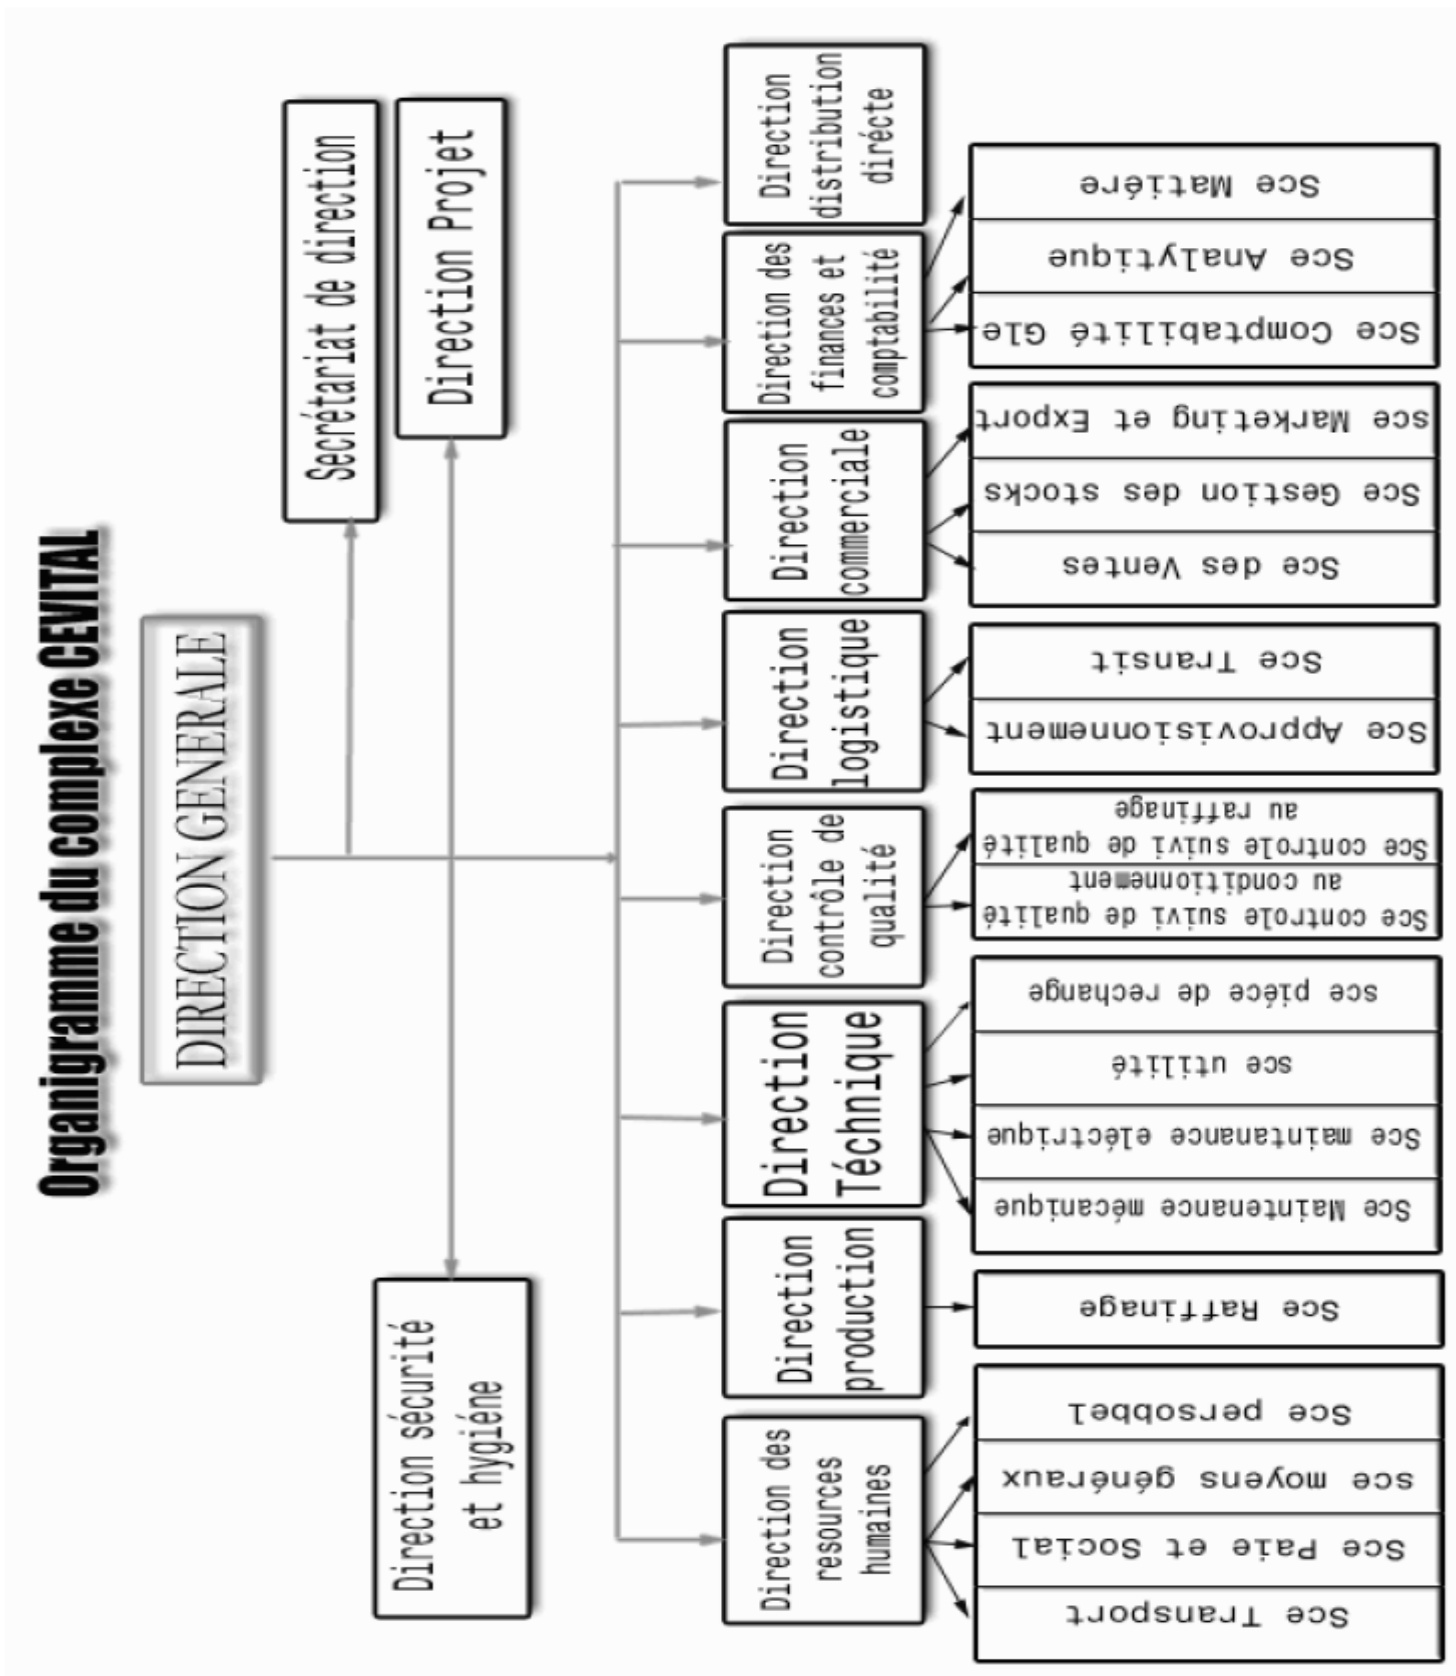 Organigramme du complexe CEVITAL
DIRECTION GENERALE
Secrétariat de direction
Direction sécurité
et hygiéne
Direction Projet
Direction des
resources
humaines
Direction
production
Direction
Téchnique
Direction
contrôle de
qualité
Direction
logistique
Direction
commerciale
Direction des
finances et
comptabilité
Direction
distribution
dirécte
Sce Transport
Sce Paie et Social
sce moyens généraux
Sce persobbel
Sce Raffinage
Sce Maintenance mécanique
Sce maintanance eléctrique
sce utilité
sce piéce de rechange
Sce controle suivi de qualité
au conditionnement
Sce controle suivi de qualité
au raffinage
Sce Approvisionnement
Sce Transit
Sce des Ventes
Sce Gestion des stocks
sce Marketing et Export
Sce Comptabilité Gle
Sce Analytique
Sce Matiére